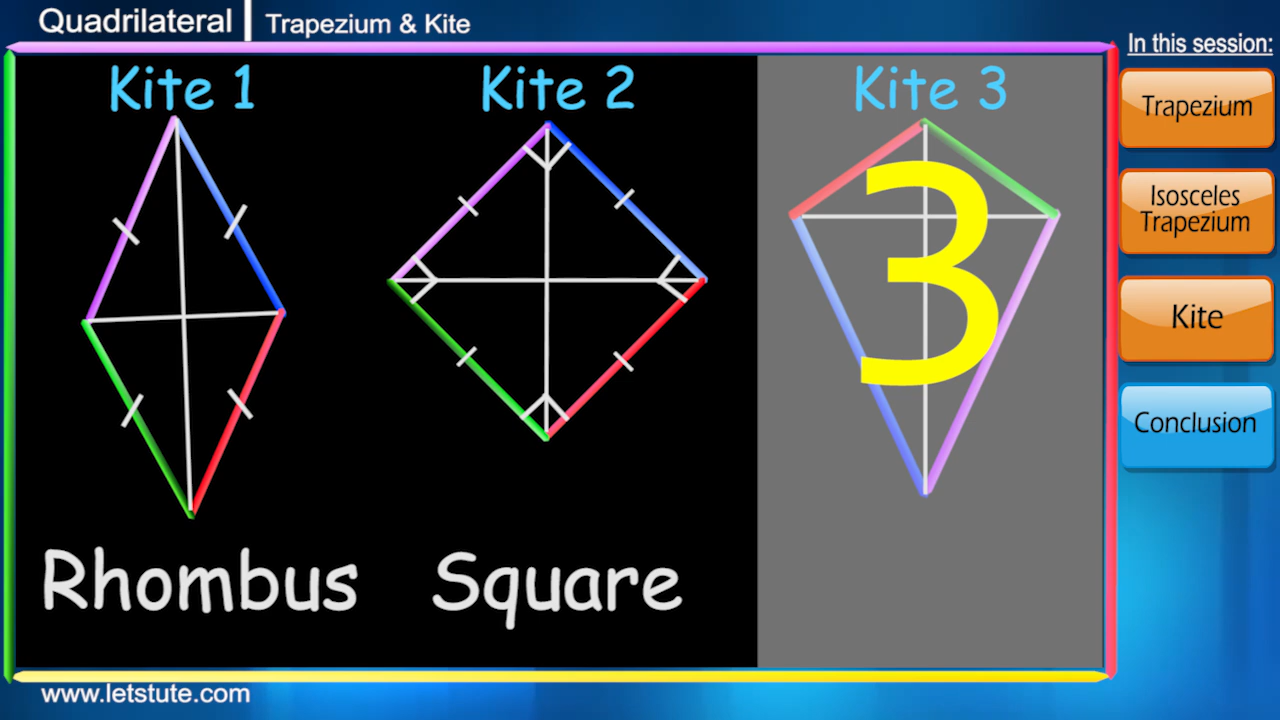 Quadrilateral | Trapezium & Kite
In this session:
Kite 1
Kite 2
Kite 3
3
Rhombus
Square
Trapezium
Isosceles
Trapezium
Kite
Conclusion
www.letstute.com